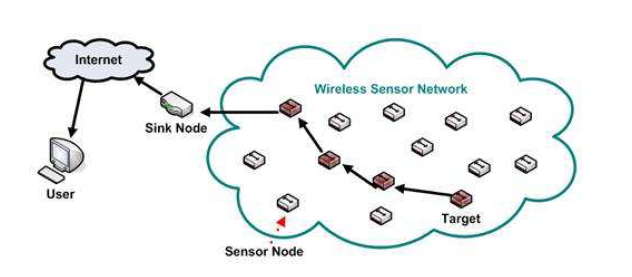 Internet
Wireless Sensor Network
Sink Node
User
Target
Sensor Node